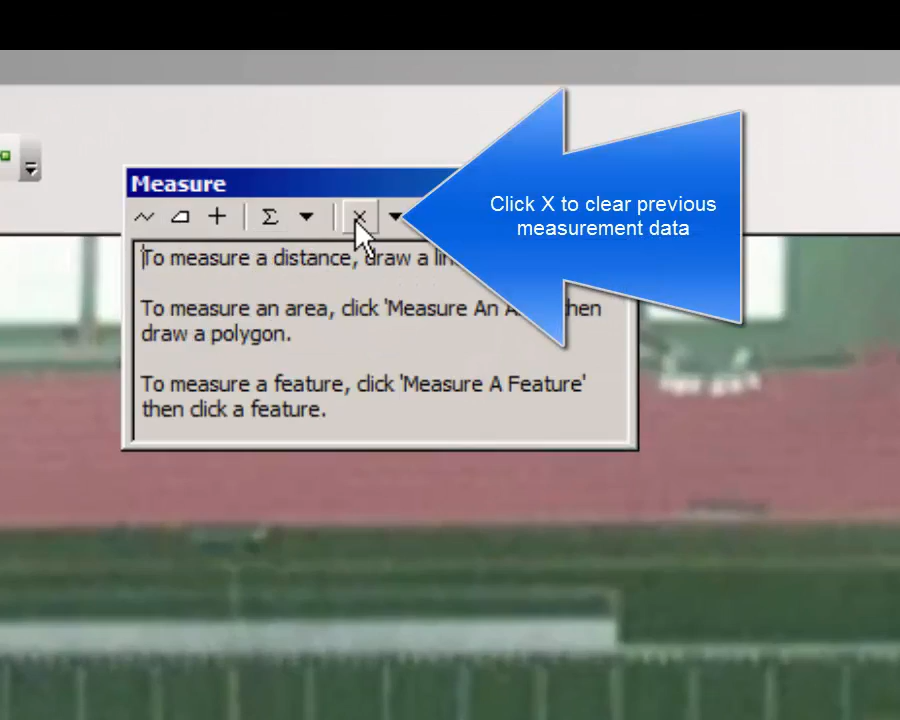 Measure
Click X to clear previous
measurement data
To measure a distance, draw a
To measure an area, click 'Measure An
draw a polygon.
To measure a feature, click 'Measure A Feature'
then click a feature.